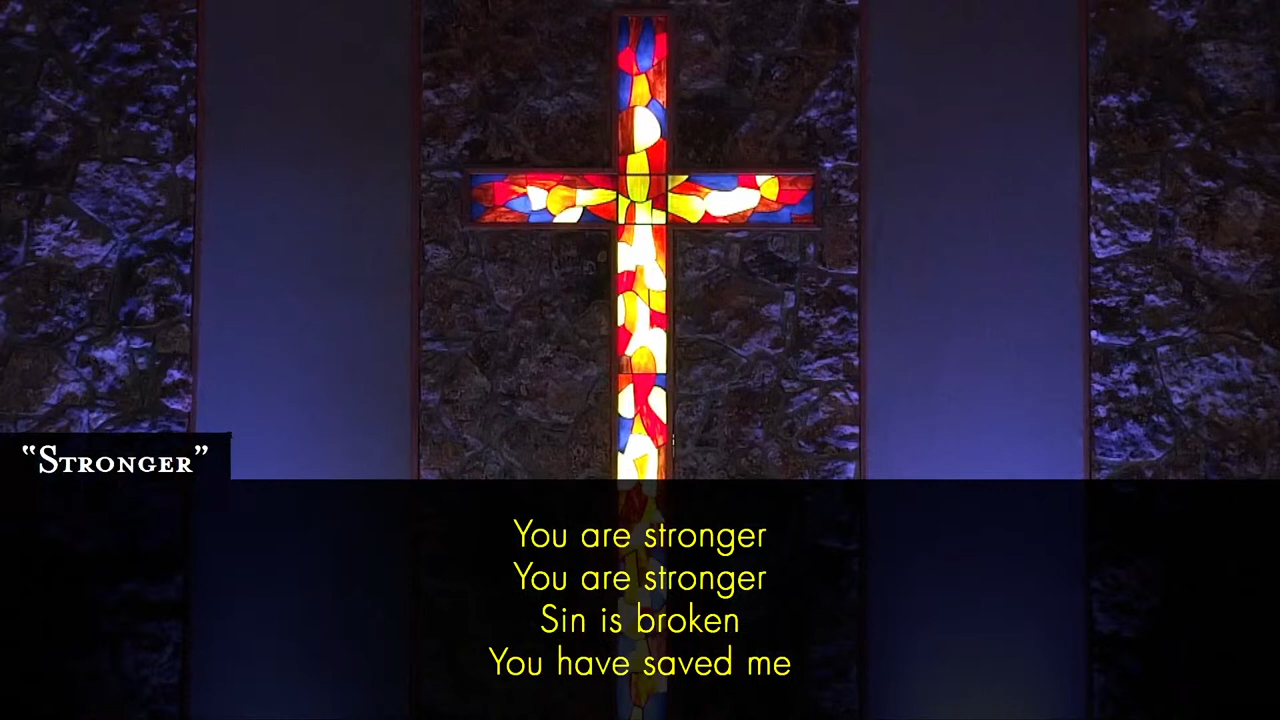 “Stronger”
You are stronger
You are stronger
Sin is broken
You have saved me